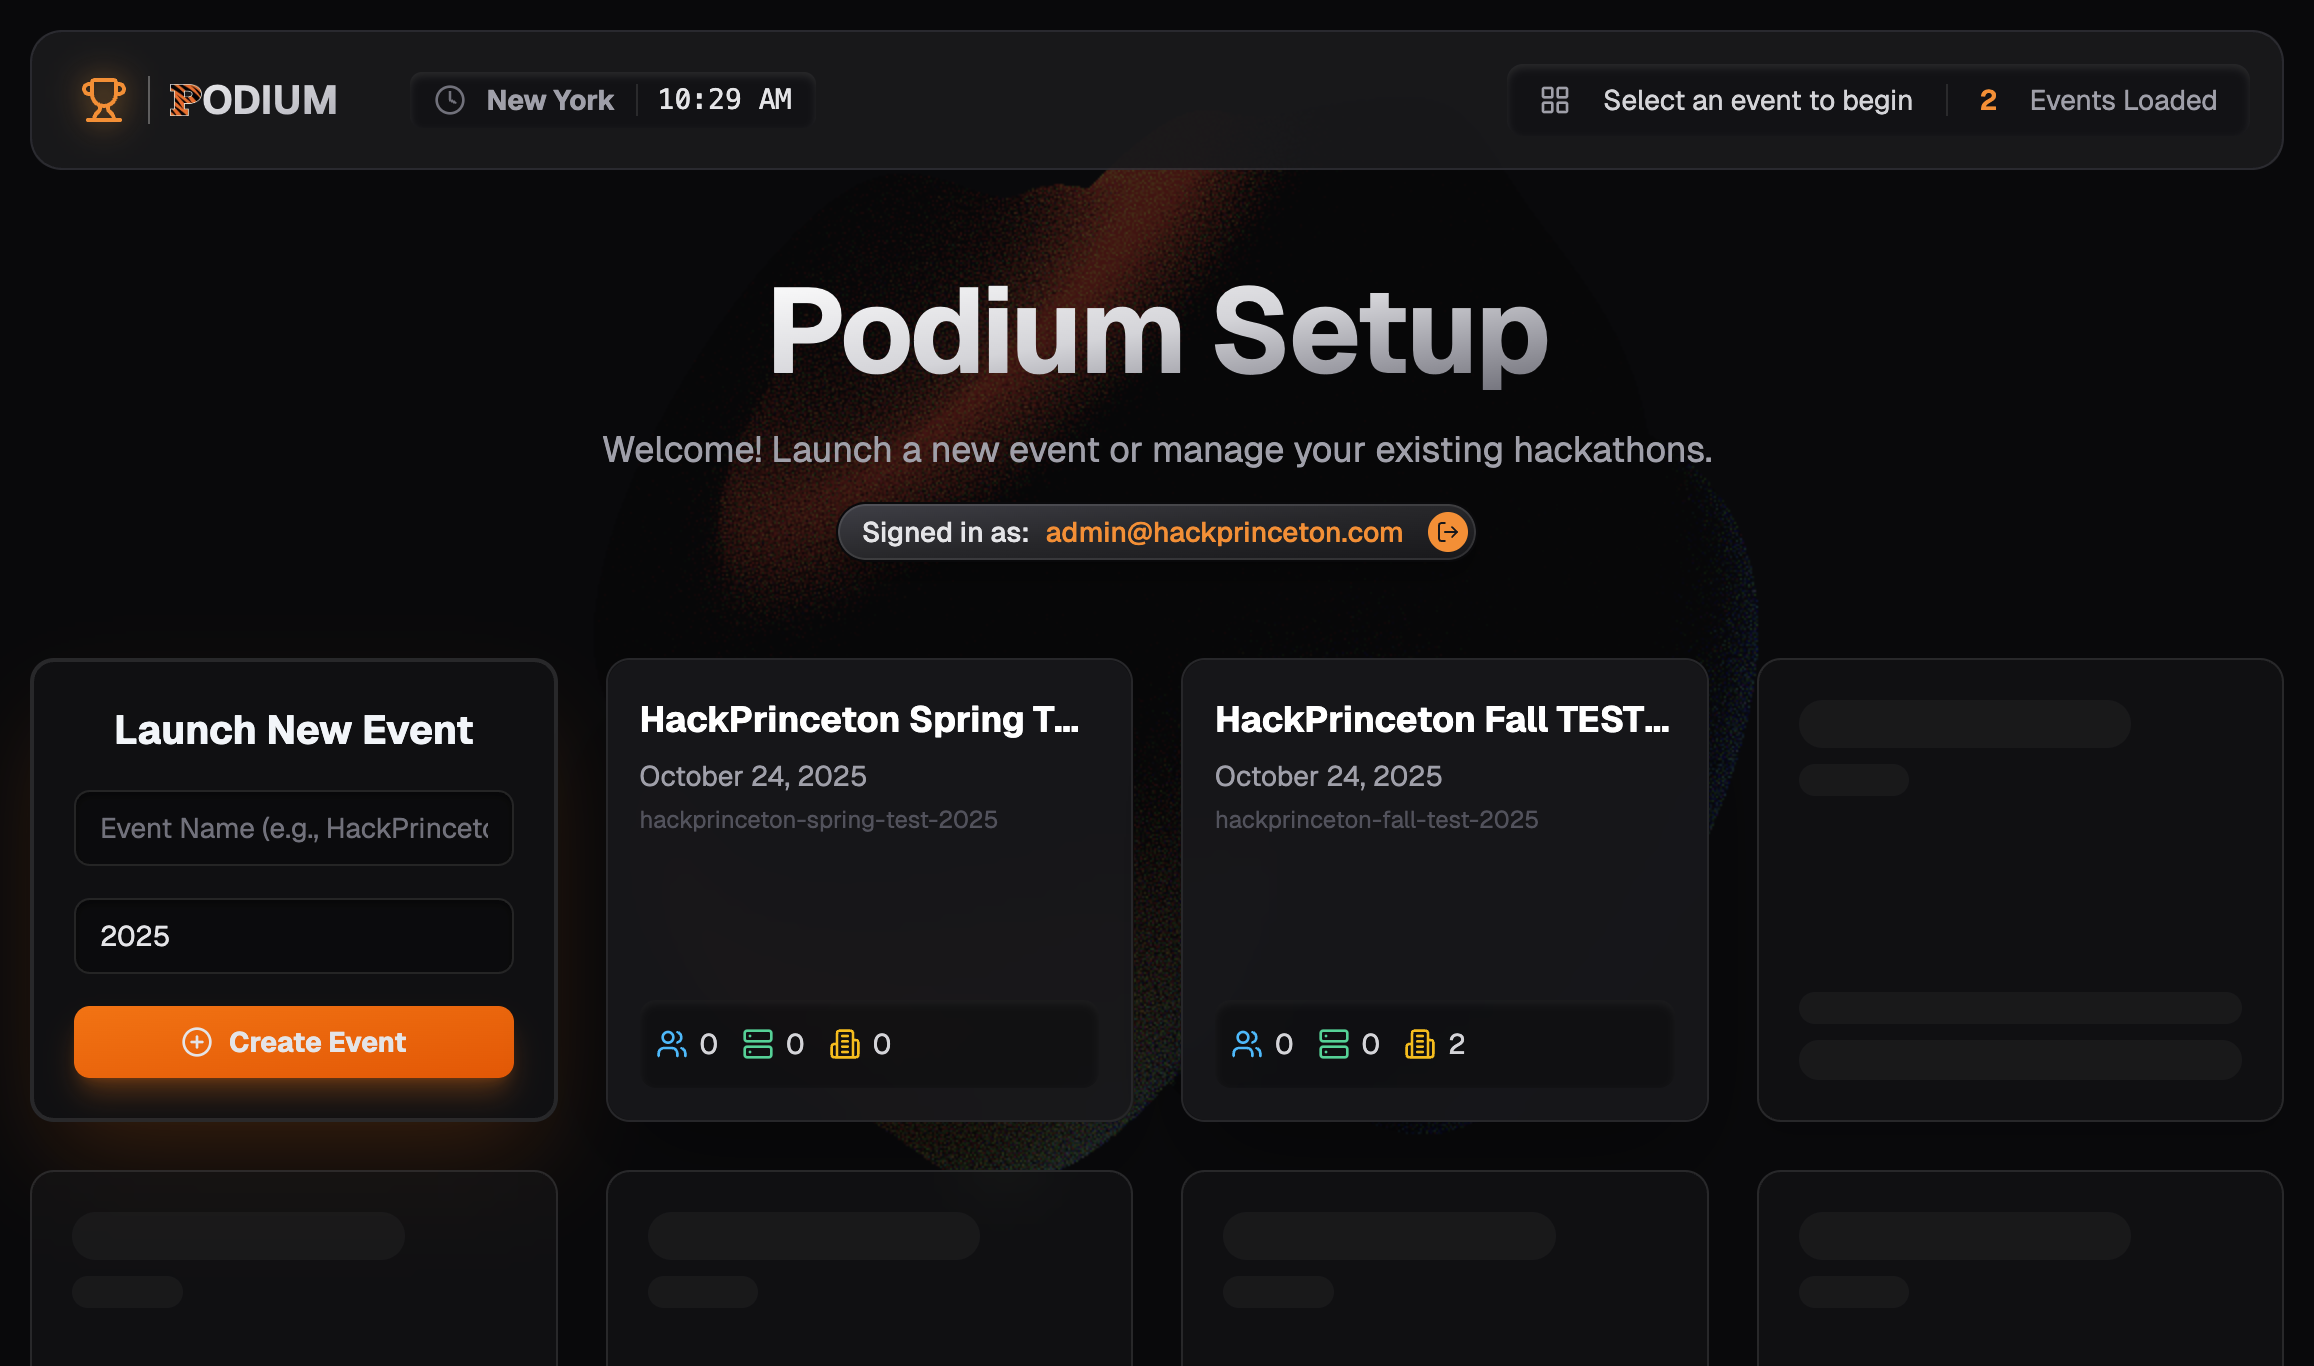 PODIUM
New York 10:29 AM
Select an event to begin 2 Events Loaded
Podium Setup
Welcome! Launch a new event or manage your existing hackathons.
Signed in as: admin@hackprinceton.com
Launch New Event
Event Name (e.g., HackPrinceto
2025
Create Event
HackPrinceton Spring T...
October 24, 2025
hackprinceton-spring-test-2025
0 0 0
HackPrinceton Fall TEST...
October 24, 2025
hackprinceton-fall-test-2025
0 0 2